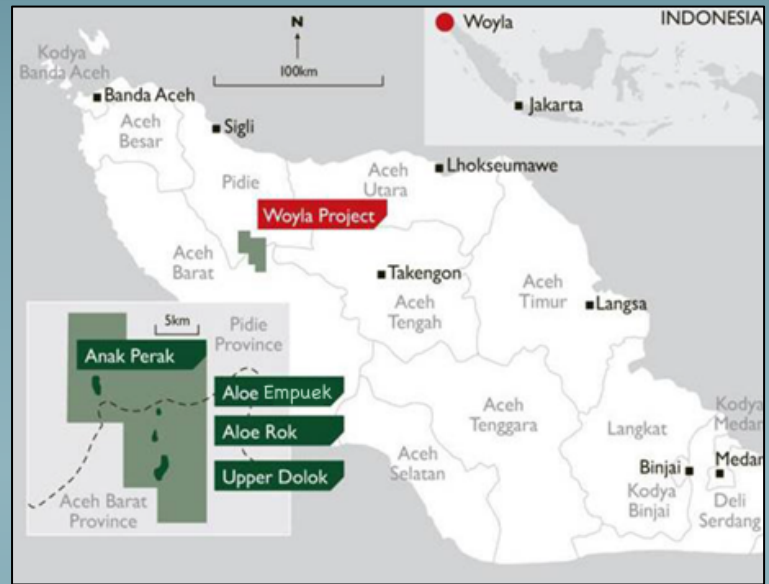 INDONESIA
Woyla
Jakarta
N
100km
Kodya
Banda Aceh
Banda Aceh
Aceh
Besar
Sigli
Pidie
Aceh
Utara
Lhokseumawe
Woyla Project
Aceh
Barat
Takengon
Aceh
Tengah
Aceh
Timur
Langsa
5km
Pidie
Province
Anak Perak
Aloe Empuek
Aloe Rok
Upper Dolok
Aceh Barat
Province
Aceh
Tenggara
Aceh
Selatan
Langkat
Kodya
Medan
Binjai
Medan
Kodya
Binjai
Deli
Serdang